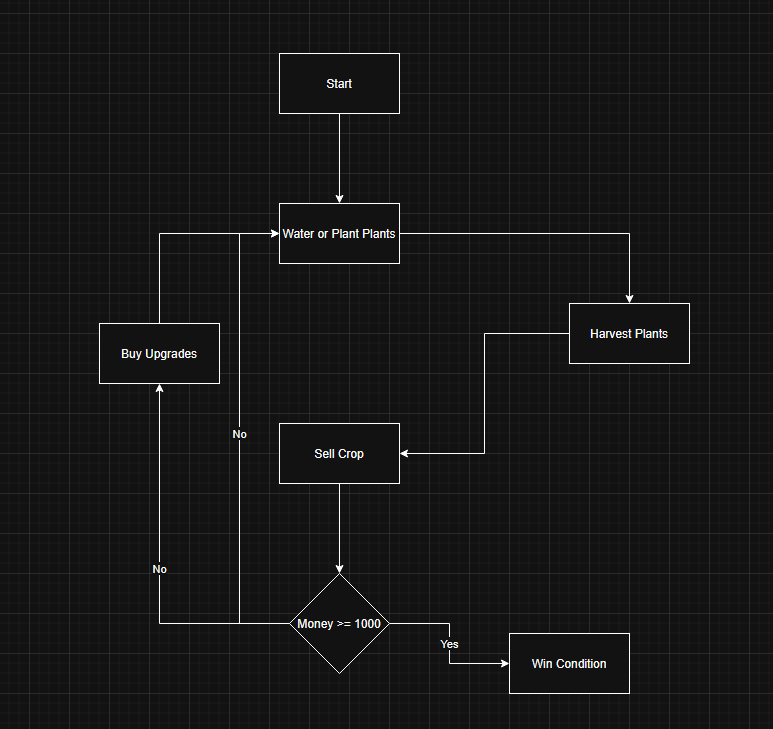 Start
Water or Plant Plants
Harvest Plants
Buy Upgrades
No
Sell Crop
No
Money >= 1000
Yes
Win Condition